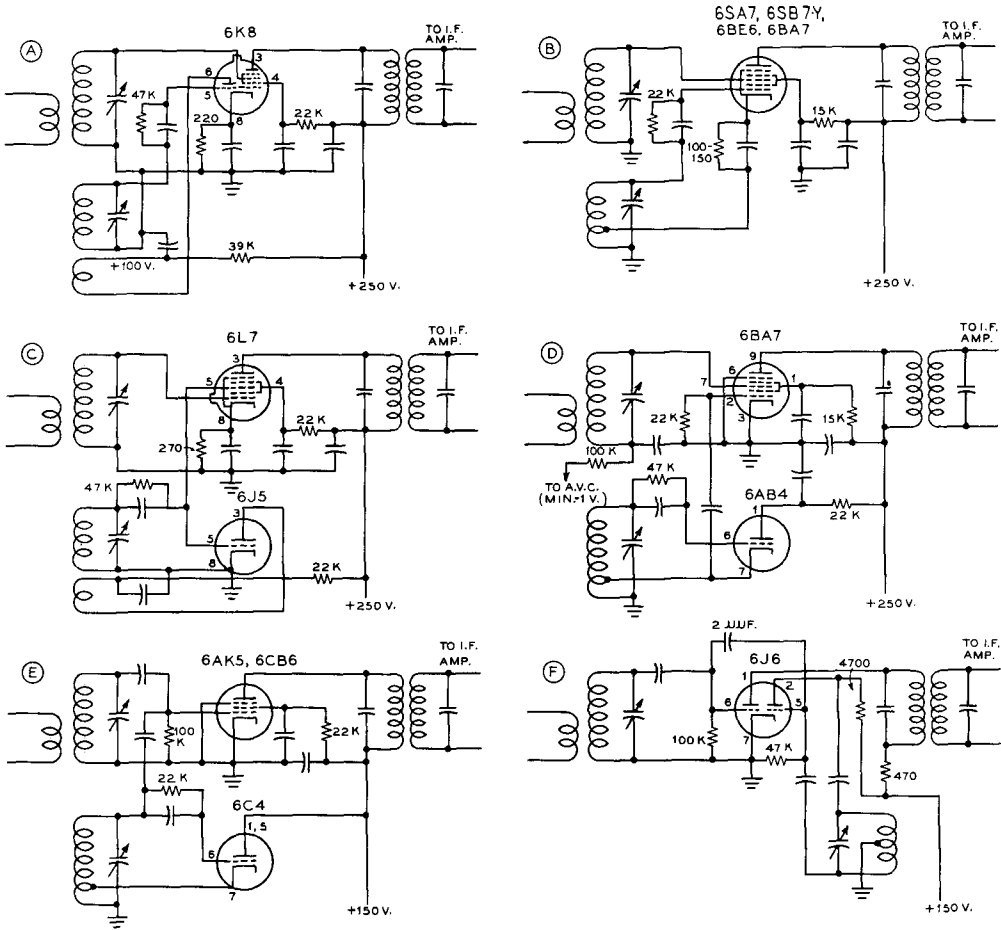 A
6K8
TO I.F.
AMP.
3
6
4
5
8
47K
220
22K
+100 V.
39K
+250 V.
B
6SA7, 6SB7-Y,
6BE6, 6BA7
TO I.F.
AMP.
22K
15K
100-
150
+250 V.
C
6L7
TO I.F.
AMP.
3
5
4
8
270
22K
47K
6J5
3
5
8
22K
+250 V.
D
6BA7
TO I.F.
AMP.
9
6
7
1
2
3
22K
15K
100K
TO A.V.C.
(MIN.-1 V.)
47K
6AB4
1
6
7
22K
+250 V.
E
6AK5, 6CB6
TO I.F.
AMP.
100
K
22K
22K
6C4
1,5
6
7
+150 V.
F
2 μμF.
6J6
4700
TO I.F.
AMP.
1
2
6
5
7
100K
47K
470
+150 V.